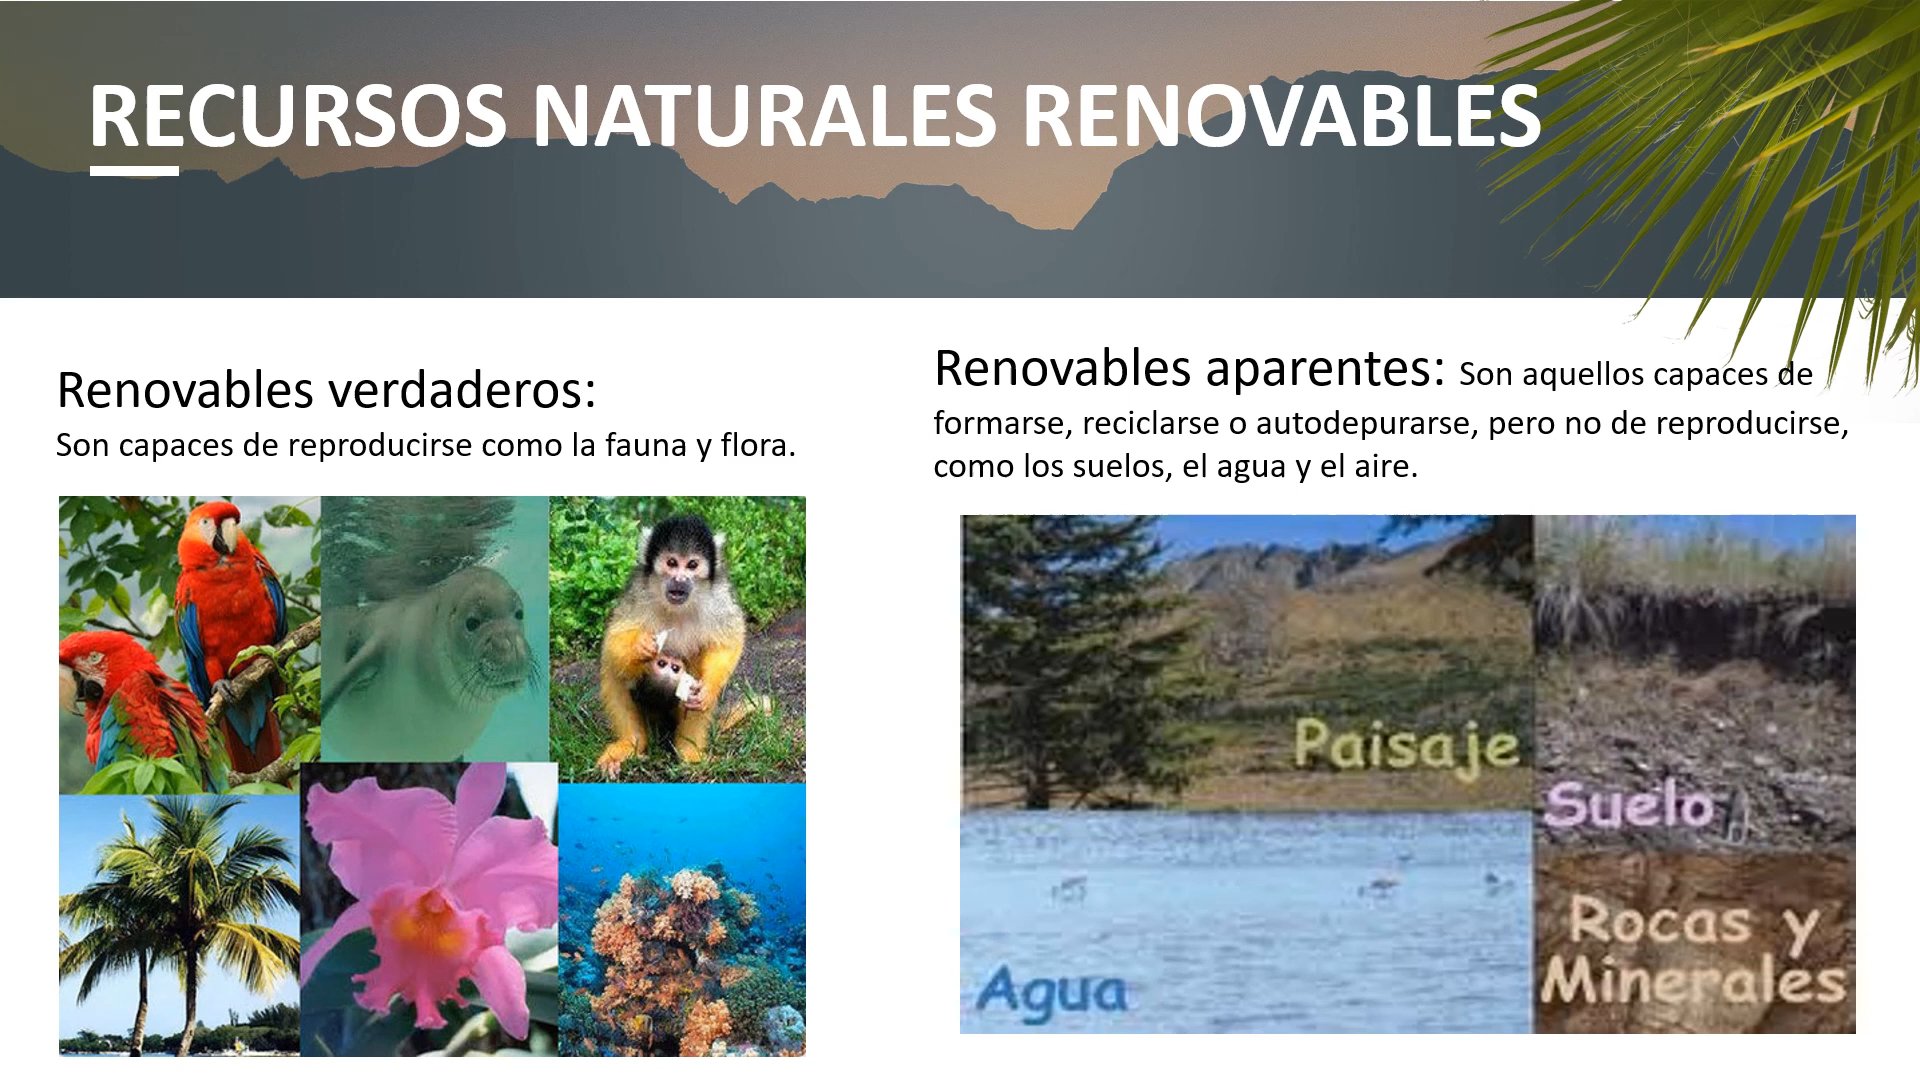 RECURSOS NATURALES RENOVABLES
Renovables verdaderos:
Son capaces de reproducirse como la fauna y flora.
Renovables aparentes: Son aquellos capaces de
formarse, reciclarse o autodepurarse, pero no de reproducirse,
como los suelos, el agua y el aire.
Paisaje
Suelo
Agua
Rocas y
Minerales